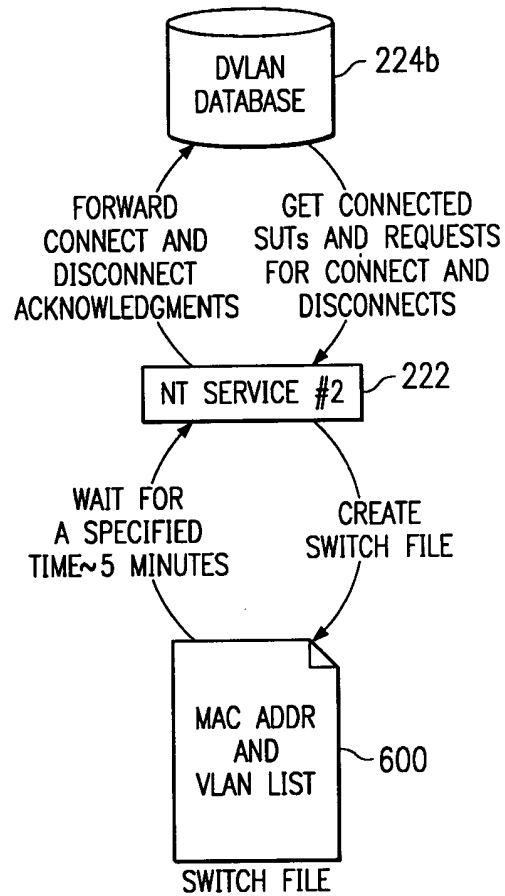 DVLAN
DATABASE
224b
FORWARD
CONNECT AND
DISCONNECT
ACKNOWLEDGMENTS
GET CONNECTED
SUTs AND REQUESTS
FOR CONNECT AND
DISCONNECTS
NT SERVICE #2
222
WAIT FOR
A SPECIFIED
TIME~5 MINUTES
CREATE
SWITCH FILE
MAC ADDR
AND
VLAN LIST
600
SWITCH FILE